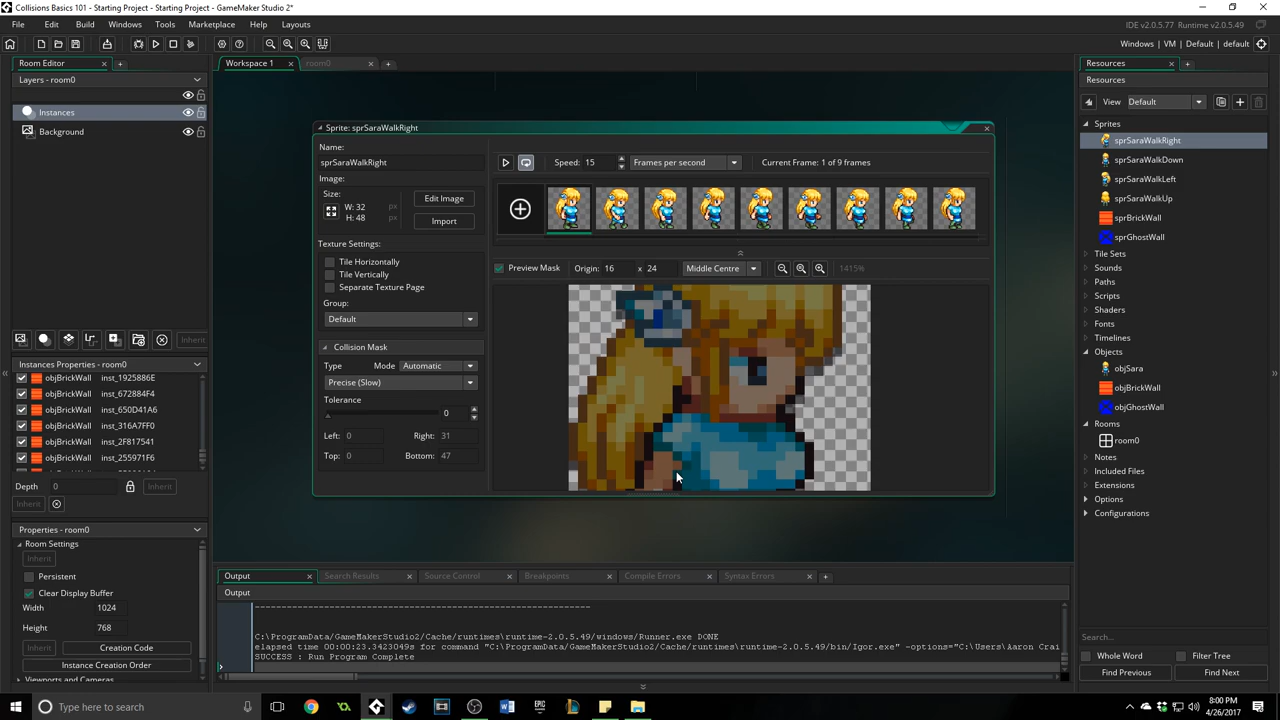 Collisions Basics 101 - Starting Project - Starting Project - GameMaker Studio 2*
File Edit Build Windows Tools Marketplace Help Layouts
IDE v2.0.5.77 Runtime v2.0.5.49
Windows | VM | Default | default
Room Editor
Workspace 1
room0
Resources
Layers - room0
Instances
Background
Resources
View Default
Sprites
sprSaraWalkRight
sprSaraWalkDown
sprSaraWalkLeft
sprSaraWalkUp
sprBrickWall
sprGhostWall
Tile Sets
Sounds
Paths
Scripts
Shaders
Fonts
Timelines
Objects
objSara
objBrickWall
objGhostWall
Rooms
room0
Notes
Included Files
Extensions
Options
Configurations
Search...
Whole Word Filter Tree
Find Previous Find Next
Sprite: sprSaraWalkRight
Name:
sprSaraWalkRight
Image:
Size:
W: 32 px
H: 48 px
Edit Image
Import
Texture Settings:
Tile Horizontally
Tile Vertically
Separate Texture Page
Group:
Default
Collision Mask
Type Mode Automatic
Precise (Slow)
Tolerance
0
Left: 0 Right: 31
Top: 0 Bottom: 47
Speed: 15 Frames per second Current Frame: 1 of 9 frames
Preview Mask Origin: 16 x 24 Middle Centre 1415%
Inherit
Instances Properties - room0
objBrickWall inst_1925886E
objBrickWall inst_672884F4
objBrickWall inst_650D41A6
objBrickWall inst_316A7FF0
objBrickWall inst_2F817541
objBrickWall inst_255971F6
Depth 0 Inherit
Inherit
Properties - room0
Room Settings
Inherit
Persistent
Clear Display Buffer
Width 1024
Height 768
Inherit Creation Code
Instance Creation Order
Viewports and Cameras
Output Search Results Source Control Breakpoints Compile Errors Syntax Errors
Output
------------------------------------------------------------
C:\ProgramData/GameMakerStudio2/Cache/runtimes\runtime-2.0.5.49/windows/Runner.exe DONE
elapsed time 00:00:23.3423049s for command "C:\ProgramData/GameMakerStudio2/Cache/runtimes\runtime-2.0.5.49/bin/Igor.exe" -options="C:\Users\Aaron Crai
SUCCESS : Run Program Complete
Type here to search
8:00 PM
4/26/2017